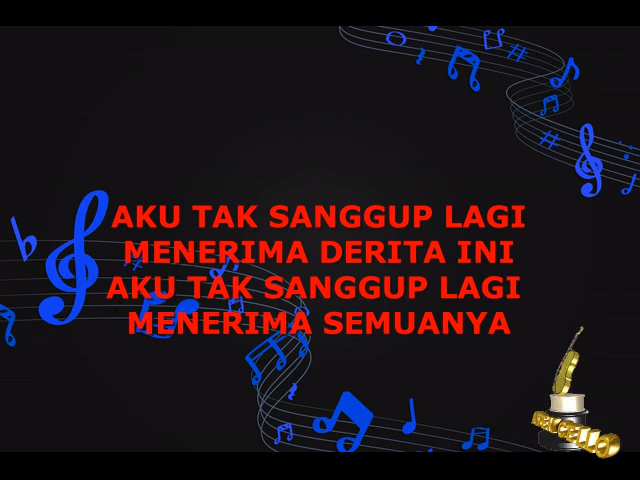 AKU TAK SANGGUP LAGI
MENERIMA DERITA INI
AKU TAK SANGGUP LAGI
MENERIMA SEMUANYA